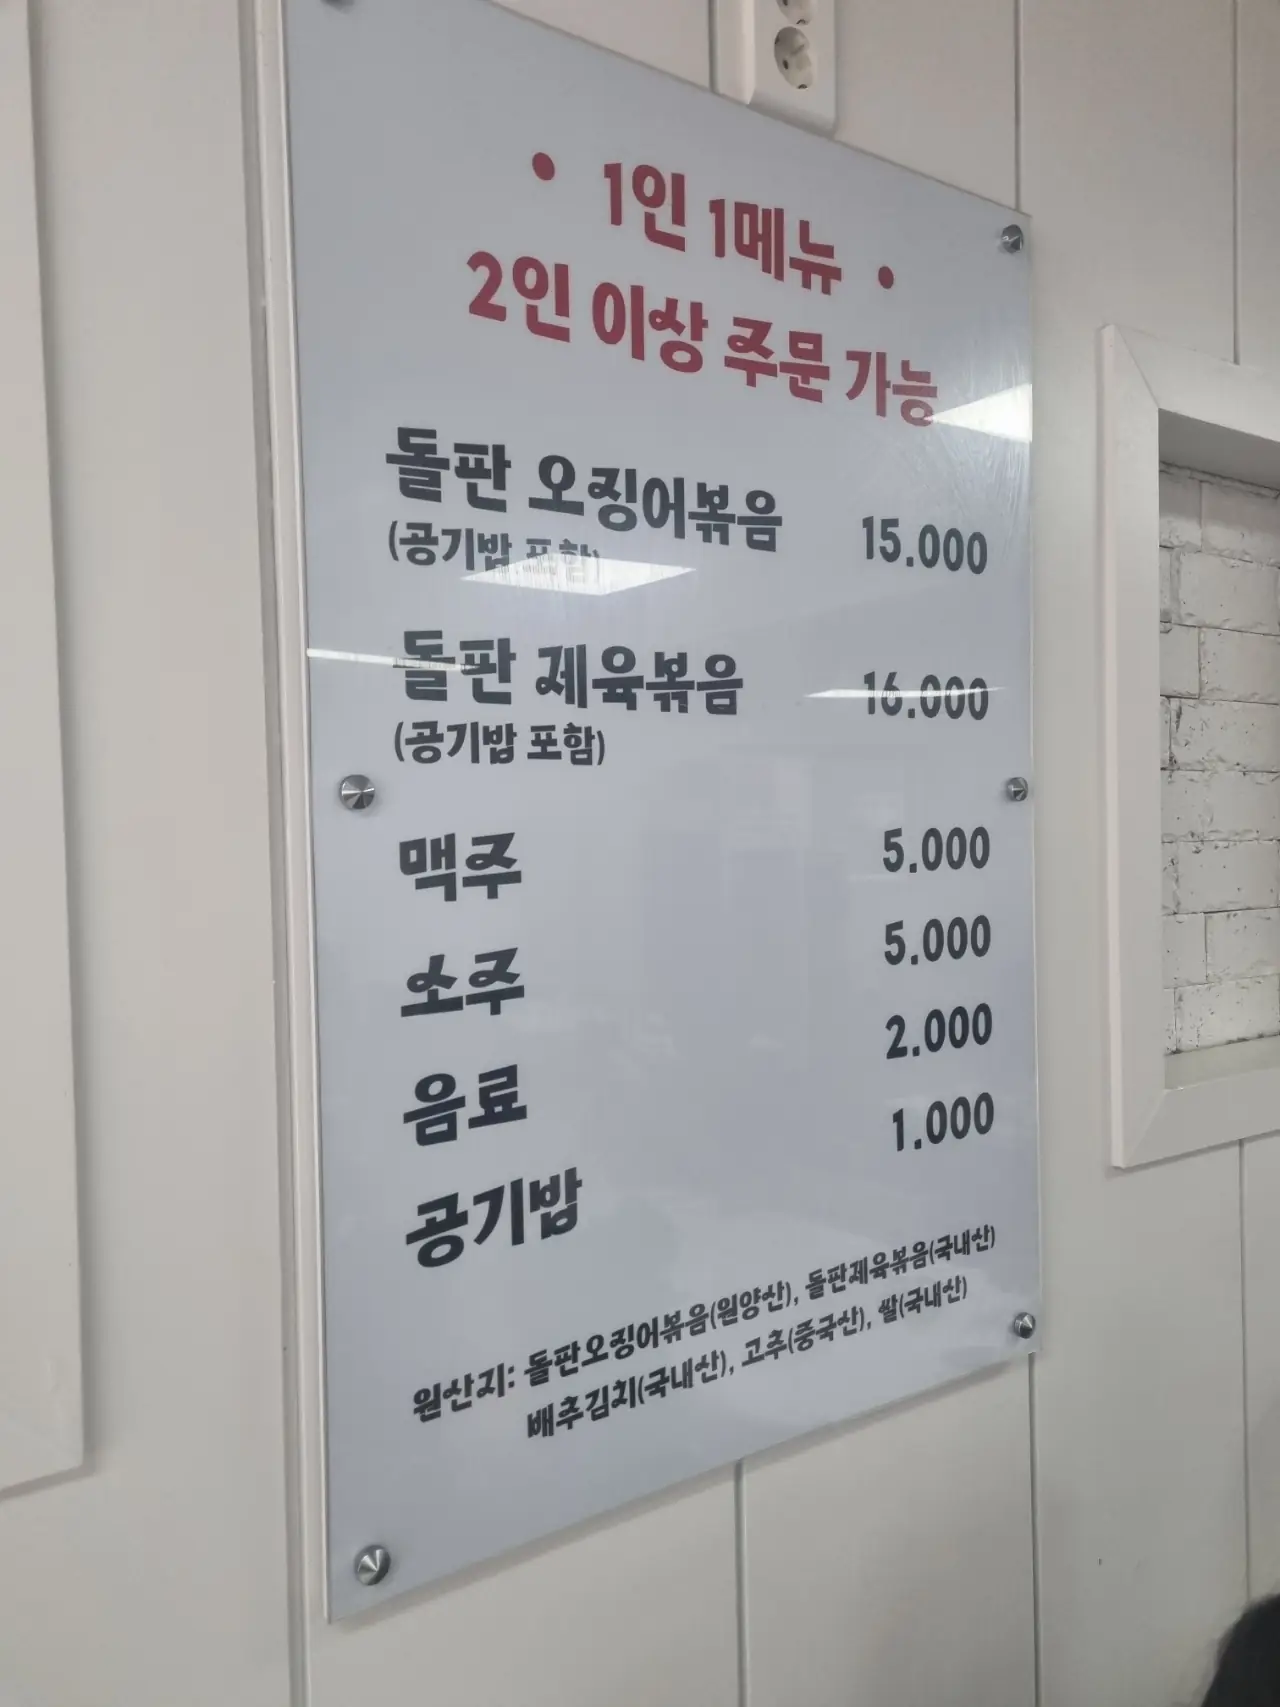 • 1인 1메뉴 •
2인 이상 주문 가능
돌판 오징어볶음 15.000
(공기밥 포함)
돌판 제육볶음 16.000
(공기밥 포함)
맥주 5.000
소주 5.000
음료 2.000
공기밥 1.000
원산지: 돌판오징어볶음(원양산), 돌판제육볶음(국내산)
배추김치(국내산), 고추(중국산), 쌀(국내산)